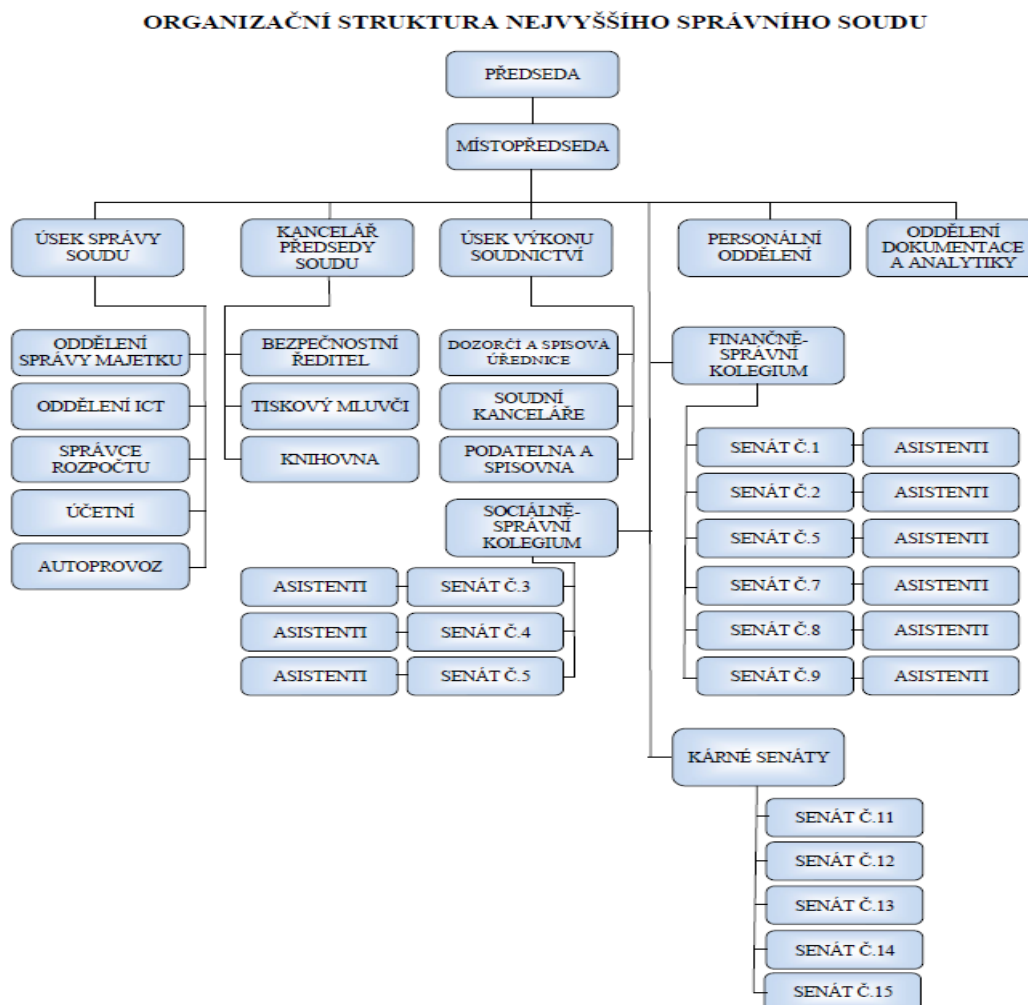 ORGANIZAČNÍ STRUKTURA NEJVYŠŠÍHO SPRÁVNÍHO SOUDU
PŘEDSEDA
MÍSTOPŘEDSEDA
ÚSEK SPRÁVY
SOUDU
KANCELÁŘ
PŘEDSEDY
SOUDU
ÚSEK VÝKONU
SOUDNICTVÍ
PERSONÁLNÍ
ODDĚLENÍ
ODDĚLENÍ
DOKUMENTACE
A ANALYTIKY
ODDĚLENÍ
SPRÁVY MAJETKU
ODDĚLENÍ ICT
SPRÁVCE
ROZPOČTU
ÚČETNÍ
AUTOPROVOZ
BEZPEČNOSTNÍ
ŘEDITEL
TISKOVÝ MLUVČI
KNIHOVNA
DOZORČÍ A SPISOVÁ
ÚŘEDNICE
SOUDNÍ
KANCELÁŘE
PODATELNA A
SPISOVNA
SOCIÁLNĚ-
SPRÁVNÍ
KOLEGIUM
ASISTENTI
SENÁT Č.3
ASISTENTI
SENÁT Č.4
ASISTENTI
SENÁT Č.5
FINANČNĚ-
SPRÁVNÍ
KOLEGIUM
SENÁT Č.1
ASISTENTI
SENÁT Č.2
ASISTENTI
SENÁT Č.5
ASISTENTI
SENÁT Č.7
ASISTENTI
SENÁT Č.8
ASISTENTI
SENÁT Č.9
ASISTENTI
KÁRNÉ SENÁTY
SENÁT Č.11
SENÁT Č.12
SENÁT Č.13
SENÁT Č.14
SENÁT Č.15